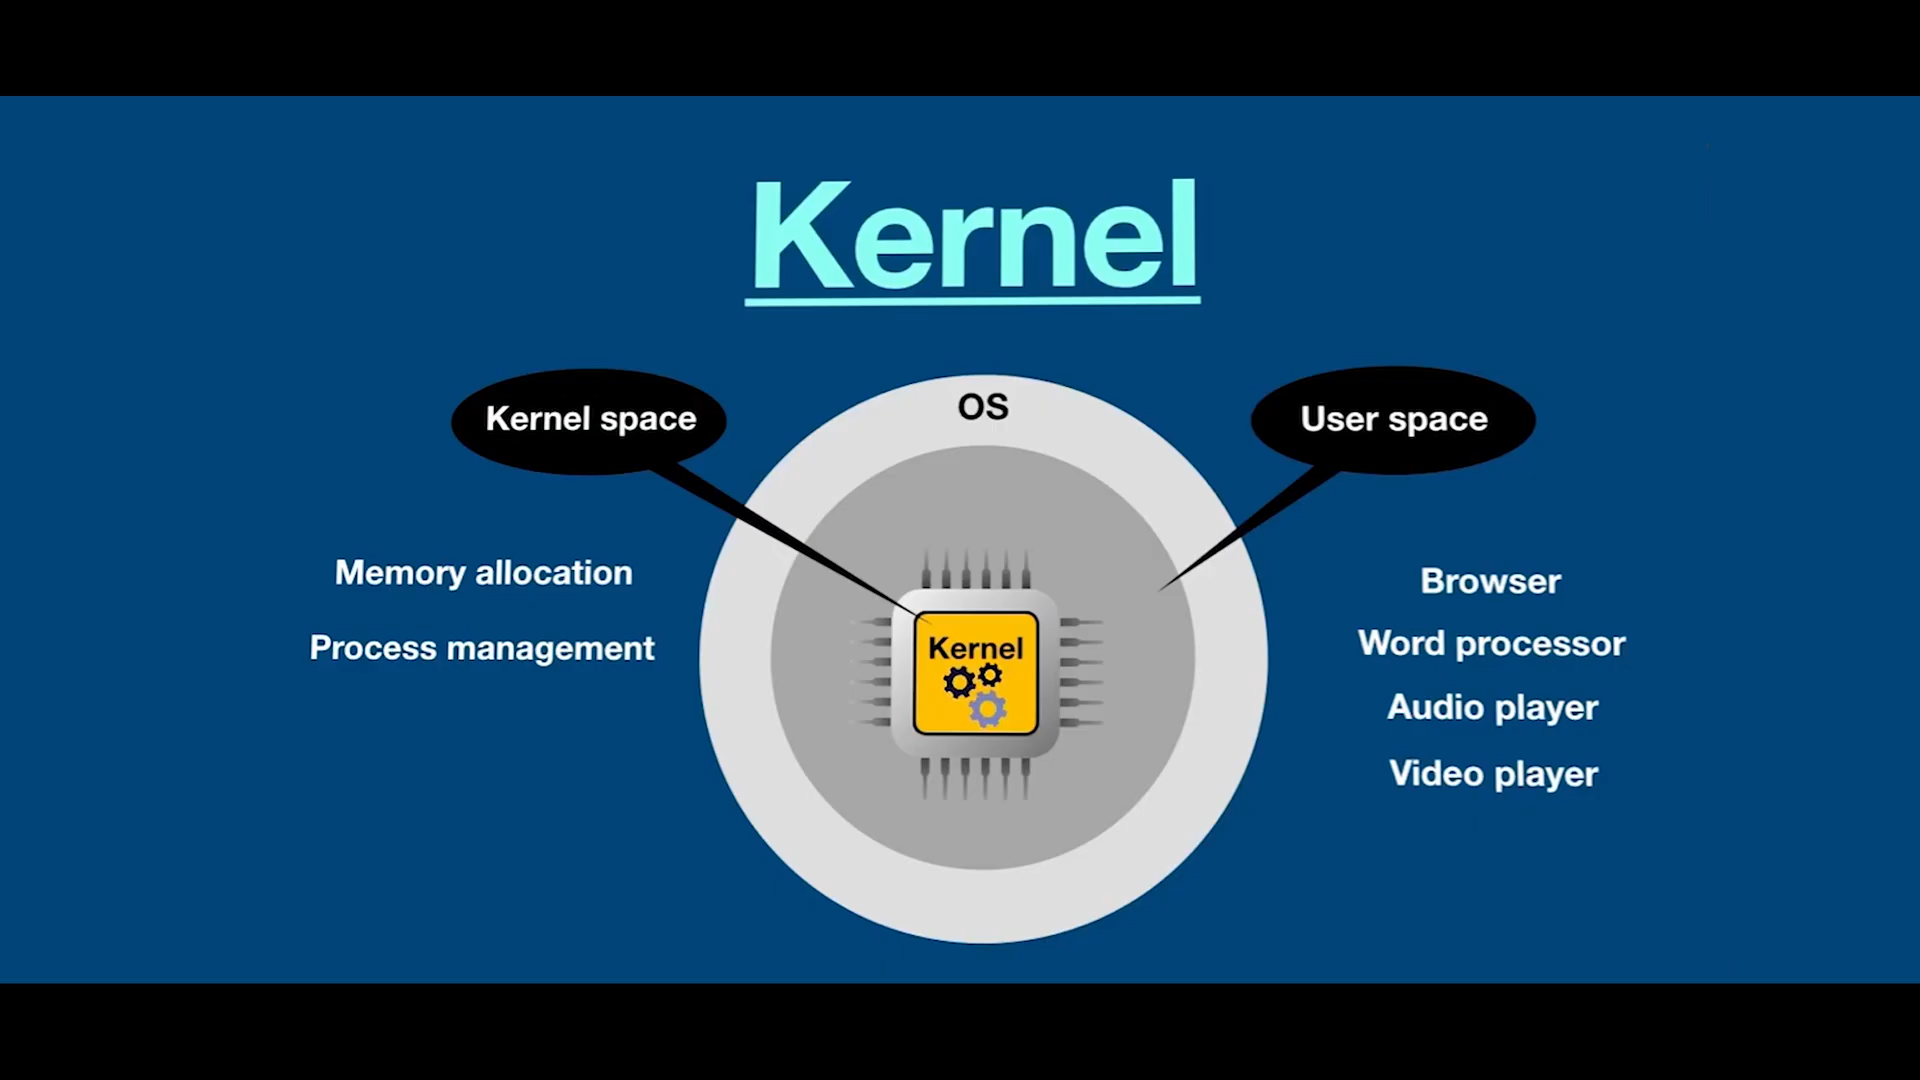 Kernel
OS
Kernel space
User space
Memory allocation
Process management
Kernel
Browser
Word processor
Audio player
Video player